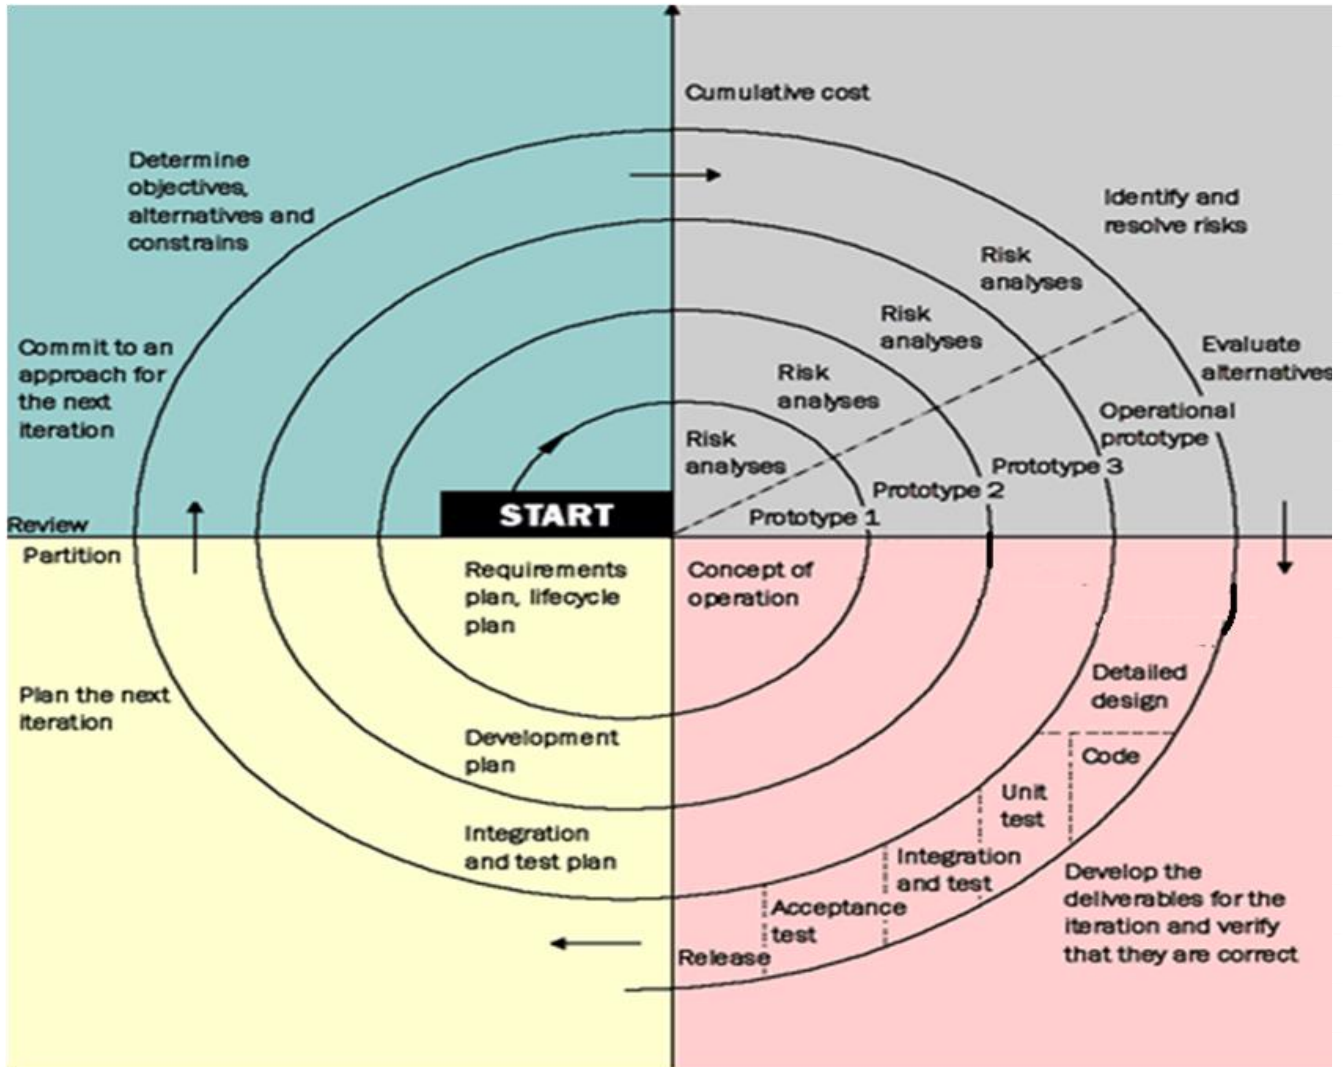 Cumulative cost
Determine
objectives,
alternatives and
constrains
Identify and
resolve risks
Risk
analyses
Risk
analyses
Risk
analyses
Risk
analyses
Commit to an
approach for
the next
iteration
Evaluate
alternatives
Operational
prototype
Prototype 3
Prototype 2
Prototype 1
START
Review
Partition
Requirements
plan, lifecycle
plan
Concept of
operation
Plan the next
iteration
Development
plan
Integration
and test plan
Detailed
design
Code
Unit
test
Integration
and test
Acceptance
test
Release
Develop the
deliverables for the
iteration and verify
that they are correct